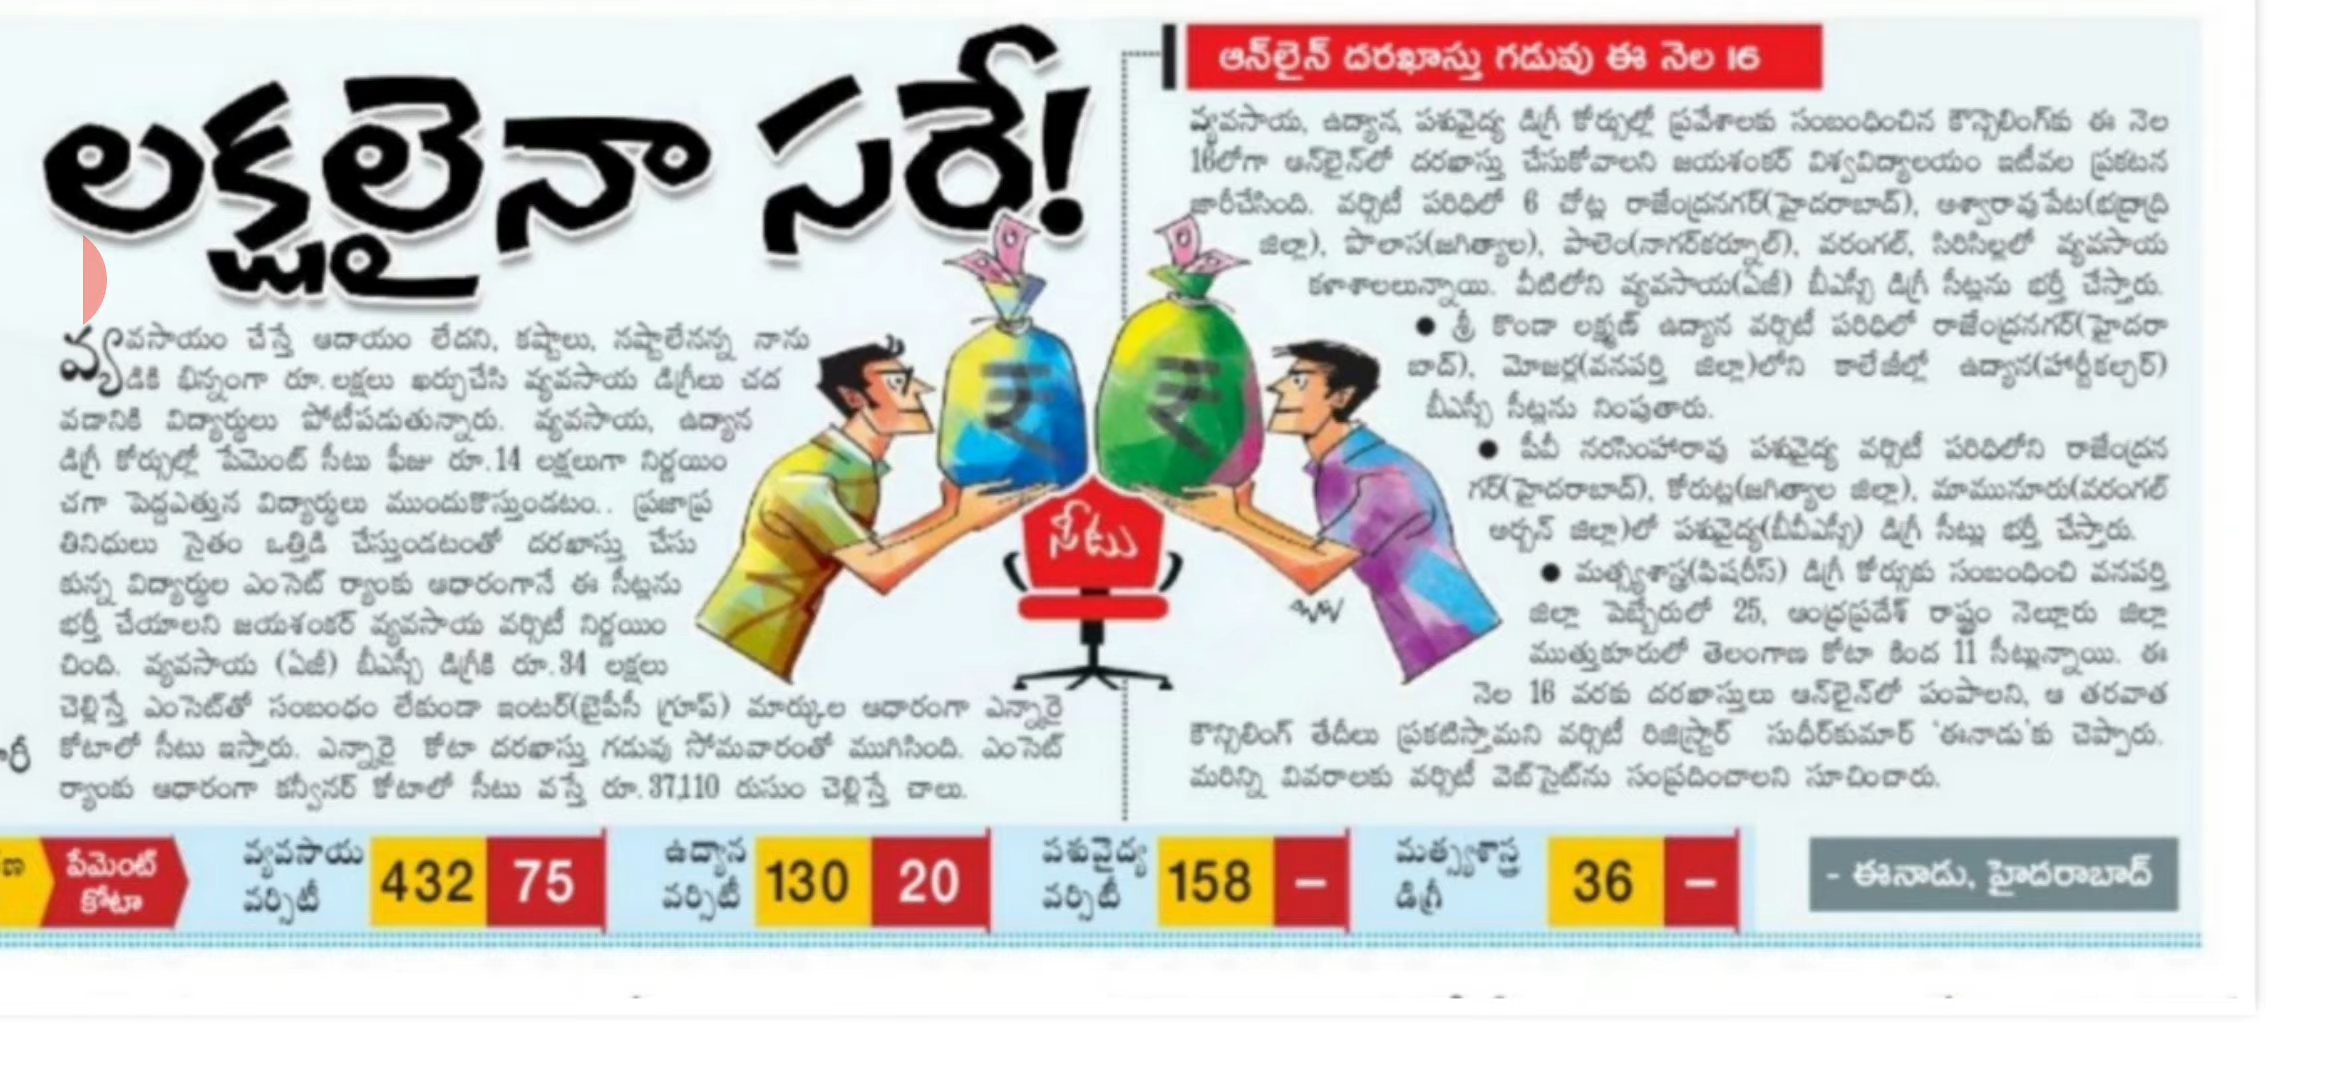 లక్షలైనా సరే!
వ్యవసాయం చేస్తే ఆదాయం లేదని, కష్టాలు, నష్టాలేనన్న నాను
డికి భిన్నంగా రూ.లక్షలు ఖర్చుచేసి వ్యవసాయ డిగ్రీలు చద
వడానికి విద్యార్థులు పోటీపడుతున్నారు. వ్యవసాయ, ఉద్యాన
డిగ్రీ కోర్సుల్లో పేమెంట్ సీటు ఫీజు రూ.14 లక్షలుగా నిర్ణయిం
చగా పెద్దఎత్తున విద్యార్థులు ముందుకొస్తుండటం.. ప్రజాప్ర
తినిధులు సైతం ఒత్తిడి చేస్తుండటంతో దరఖాస్తు చేసు
కున్న విద్యార్థుల ఎంసెట్ ర్యాంకు ఆధారంగానే ఈ సీట్లను
భర్తీ చేయాలని జయశంకర్ వ్యవసాయ వర్సిటీ నిర్ణయిం
చింది. వ్యవసాయ (ఏజీ) బీఎస్సీ డిగ్రీకి రూ.34 లక్షలు
చెల్లిస్తే ఎంసెట్‌తో సంబంధం లేకుండా ఇంటర్(బైపీసీ గ్రూప్) మార్కుల ఆధారంగా ఎన్నారై
కోటాలో సీటు ఇస్తారు. ఎన్నారై కోటా దరఖాస్తు గడువు సోమవారంతో ముగిసింది. ఎంసెట్
ర్యాంకు ఆధారంగా కన్వీనర్ కోటాలో సీటు వస్తే రూ.37,110 రుసుం చెల్లిస్తే చాలు.
సీటు
ఆన్‌లైన్ దరఖాస్తు గడువు ఈ నెల 16
వ్యవసాయ, ఉద్యాన, పశువైద్య డిగ్రీ కోర్సుల్లో ప్రవేశాలకు సంబంధించిన కౌన్సెలింగ్‌కు ఈ నెల
16లోగా ఆన్‌లైన్‌లో దరఖాస్తు చేసుకోవాలని జయశంకర్ విశ్వవిద్యాలయం ఇటీవల ప్రకటన
జారీచేసింది. వర్సిటీ పరిధిలో 6 చోట్ల రాజేంద్రనగర్(హైదరాబాద్), అశ్వారావుపేట(భద్రాద్రి
జిల్లా), పొలాస(జగిత్యాల), పాలెం(నాగర్‌కర్నూల్), వరంగల్, సిరిసిల్లలో వ్యవసాయ
కళాశాలలున్నాయి. వీటిలోని వ్యవసాయ(ఏజీ) బీఎస్సీ డిగ్రీ సీట్లను భర్తీ చేస్తారు.
● శ్రీ కొండా లక్ష్మణ్ ఉద్యాన వర్సిటీ పరిధిలో రాజేంద్రనగర్(హైదరా
బాద్), మోజర్ల(వనపర్తి జిల్లా)లోని కాలేజీల్లో ఉద్యాన(హార్టీకల్చర్)
బీఎస్సీ సీట్లను నింపుతారు.
● పీవీ నరసింహారావు పశువైద్య వర్సిటీ పరిధిలోని రాజేంద్రన
గర్(హైదరాబాద్), కోరుట్ల(జగిత్యాల జిల్లా), మామునూరు(వరంగల్
అర్బన్ జిల్లా)లో పశువైద్య(బీవీఎస్సీ) డిగ్రీ సీట్లు భర్తీ చేస్తారు.
● మత్స్యశాస్త్ర(ఫిషరీస్) డిగ్రీ కోర్సుకు సంబంధించి వనపర్తి
జిల్లా పెబ్బేరులో 25, ఆంధ్రప్రదేశ్ రాష్ట్రం నెల్లూరు జిల్లా
ముత్తుకూరులో తెలంగాణ కోటా కింద 11 సీట్లున్నాయి. ఈ
నెల 16 వరకు దరఖాస్తులు ఆన్‌లైన్‌లో పంపాలని, ఆ తరవాత
కౌన్సెలింగ్ తేదీలు ప్రకటిస్తామని వర్సిటీ రిజిస్ట్రార్ సుధీర్‌కుమార్ 'ఈనాడు'కు చెప్పారు.
మరిన్ని వివరాలకు వర్సిటీ వెబ్‌సైట్‌ను సంప్రదించాలని సూచించారు.
పేమెంట్ కోటా
వ్యవసాయ వర్సిటీ 432 75
ఉద్యాన వర్సిటీ 130 20
పశువైద్య వర్సిటీ 158 –
మత్స్యశాస్త్ర డిగ్రీ 36 –
- ఈనాడు, హైదరాబాద్